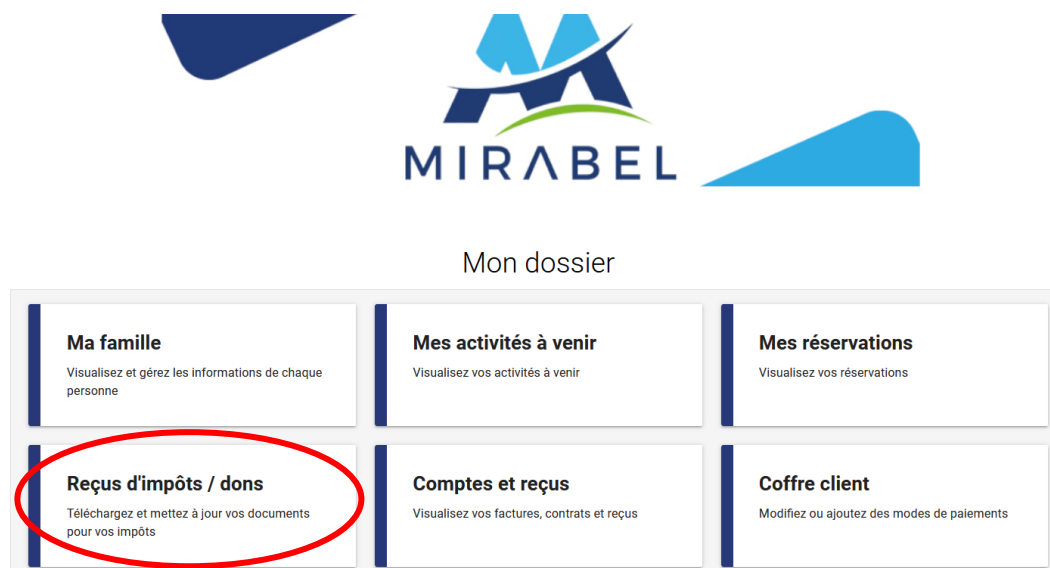 MIRABEL
Mon dossier
Ma famille
Visualisez et gérez les informations de chaque
personne
Mes activités à venir
Visualisez vos activités à venir
Mes réservations
Visualisez vos réservations
Reçus d'impôts / dons
Téléchargez et mettez à jour vos documents
pour vos impôts
Comptes et reçus
Visualisez vos factures, contrats et reçus
Coffre client
Modifiez ou ajoutez des modes de paiements